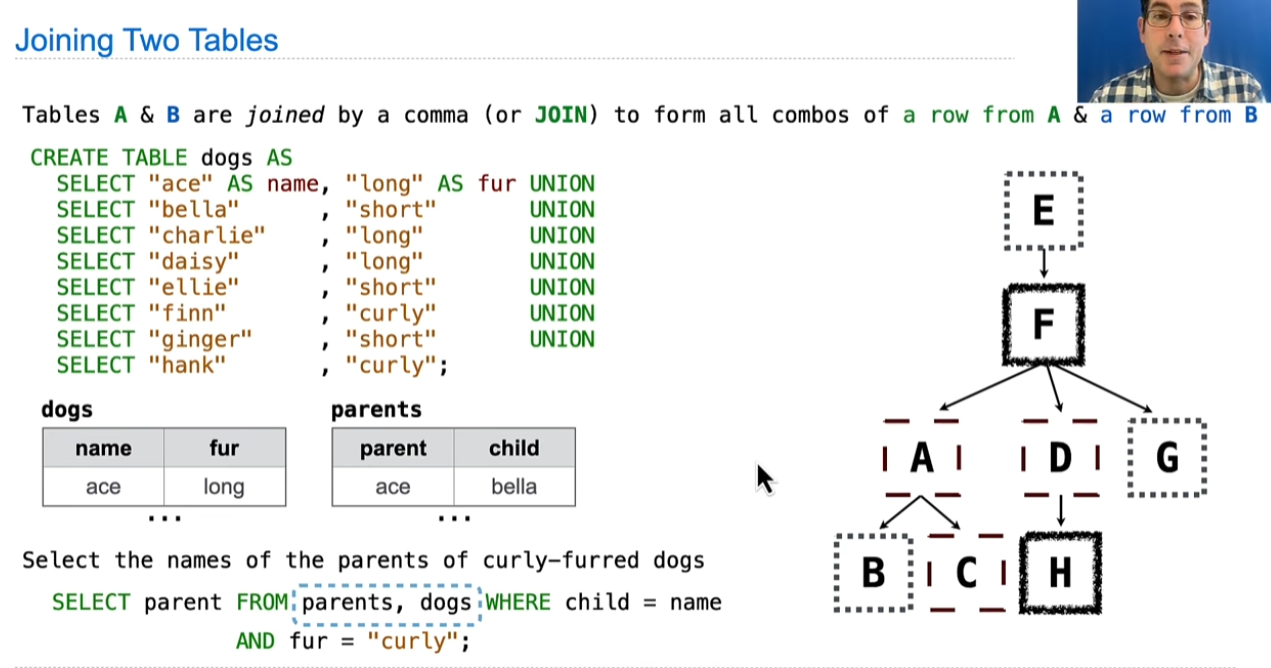 Joining Two Tables
Tables A & B are joined by a comma (or JOIN) to form all combos of a row from A & a row from B
CREATE TABLE dogs AS
SELECT "ace" AS name, "long" AS fur UNION
SELECT "bella" , "short" UNION
SELECT "charlie" , "long" UNION
SELECT "daisy" , "long" UNION
SELECT "ellie" , "short" UNION
SELECT "finn" , "curly" UNION
SELECT "ginger" , "short" UNION
SELECT "hank" , "curly";
dogs
name fur
ace long
...
parents
parent child
ace bella
...
Select the names of the parents of curly-furred dogs
SELECT parent FROM parents, dogs WHERE child = name
AND fur = "curly";
E
F
A D G
B C H